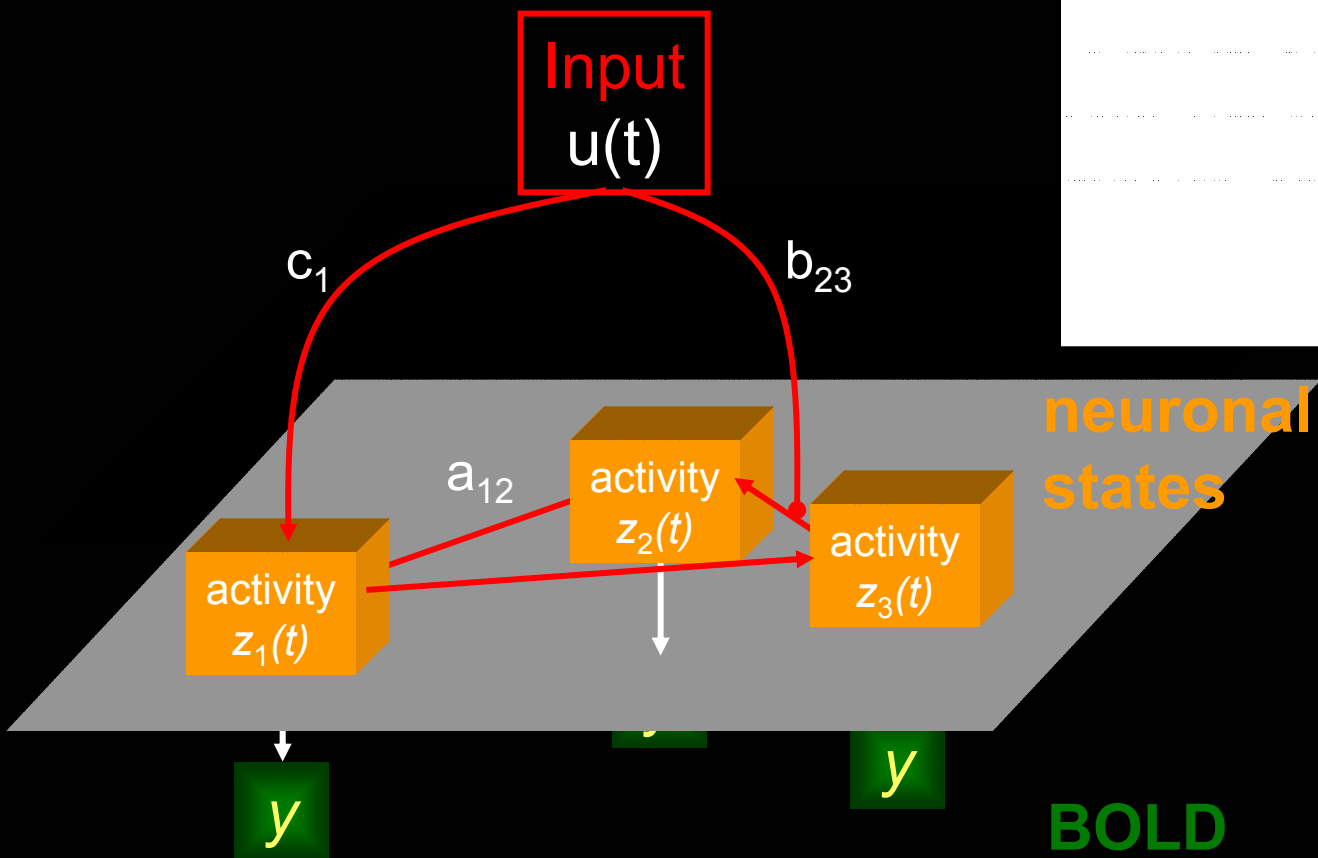 Input
u(t)
c₁
b₂₃
neuronal
states
a₁₂
activity
z₂(t)
activity
z₃(t)
activity
z₁(t)
y
y
BOLD